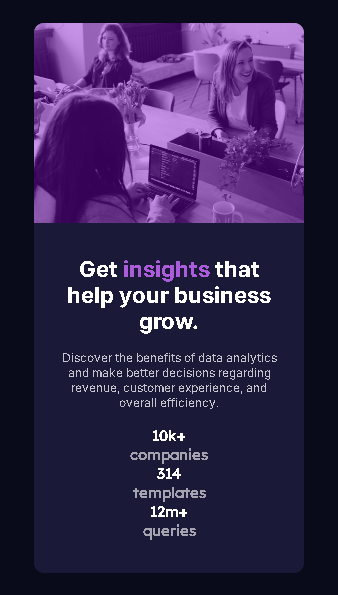 Get insights that
help your business
grow.
Discover the benefits of data analytics
and make better decisions regarding
revenue, customer experience, and
overall efficiency.
10k+
companies
314
templates
12m+
queries